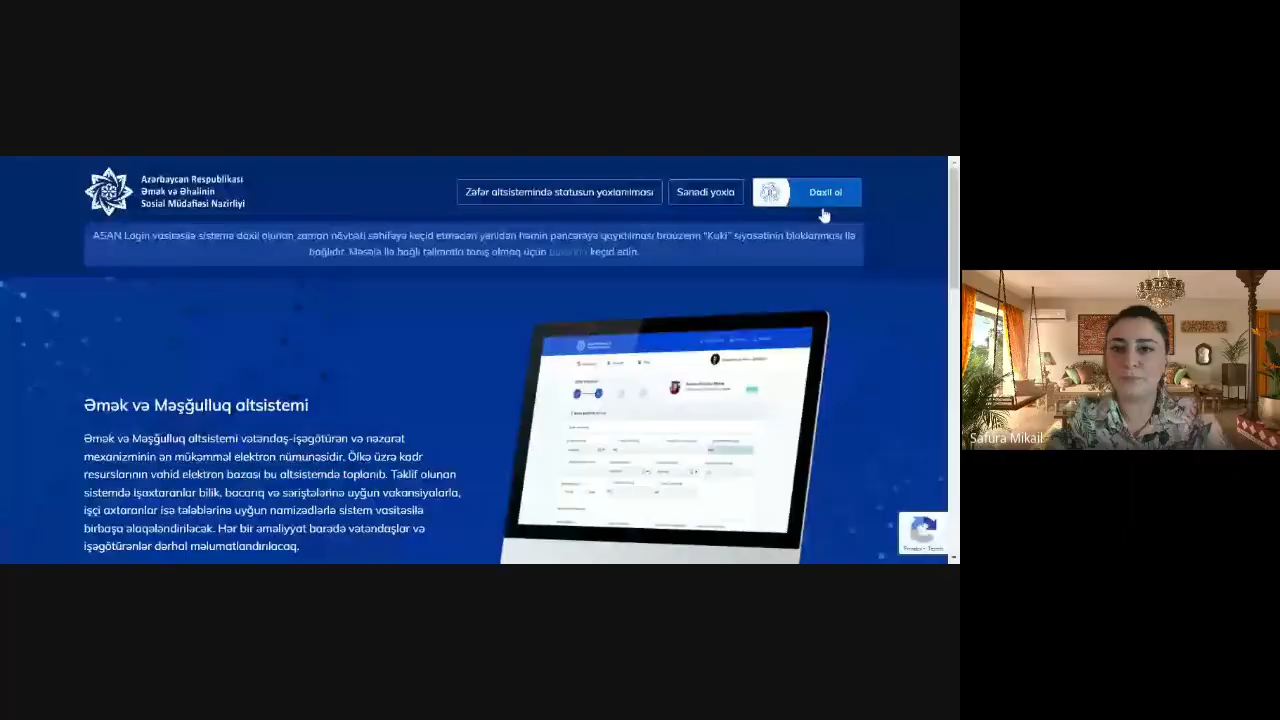 Azərbaycan Respublikası
Əmək və Əhalinin
Sosial Müdafiəsi Nazirliyi
Zəfər altsistemində statusun yoxlanılması
Sənədi yoxla
Daxil ol
ASAN Login vasitəsilə sistemə daxil olunan zaman növbəti səhifəyə keçid etmədən yenidən həmin pəncərəyə qayıdılması brauzerin "Kuki" siyasətinin bloklanması ilə
bağlıdır. Məsələ ilə bağlı təlimatla tanış olmaq üçün keçid edin.
Əmək və Məşğulluq altsistemi
Əmək və Məşğulluq altsistemi vətəndaş-işəgötürən və nəzarət
mexanizminin ən mükəmməl elektron nümunəsidir. Ölkə üzrə kadr
resurslarının vahid elektron bazası bu altsistemdə toplanıb. Təklif olunan
sistemdə işaxtaranlar bilik, bacarıq və səriştələrinə uyğun vakansiyalarla,
işçi axtaranlar isə tələblərinə uyğun namizədlərlə sistem vasitəsilə
birbaşa əlaqələndiriləcək. Hər bir əməliyyat barədə vətəndaşlar və
işəgötürənlər dərhal məlumatlandırılacaq.
Safura Mikail